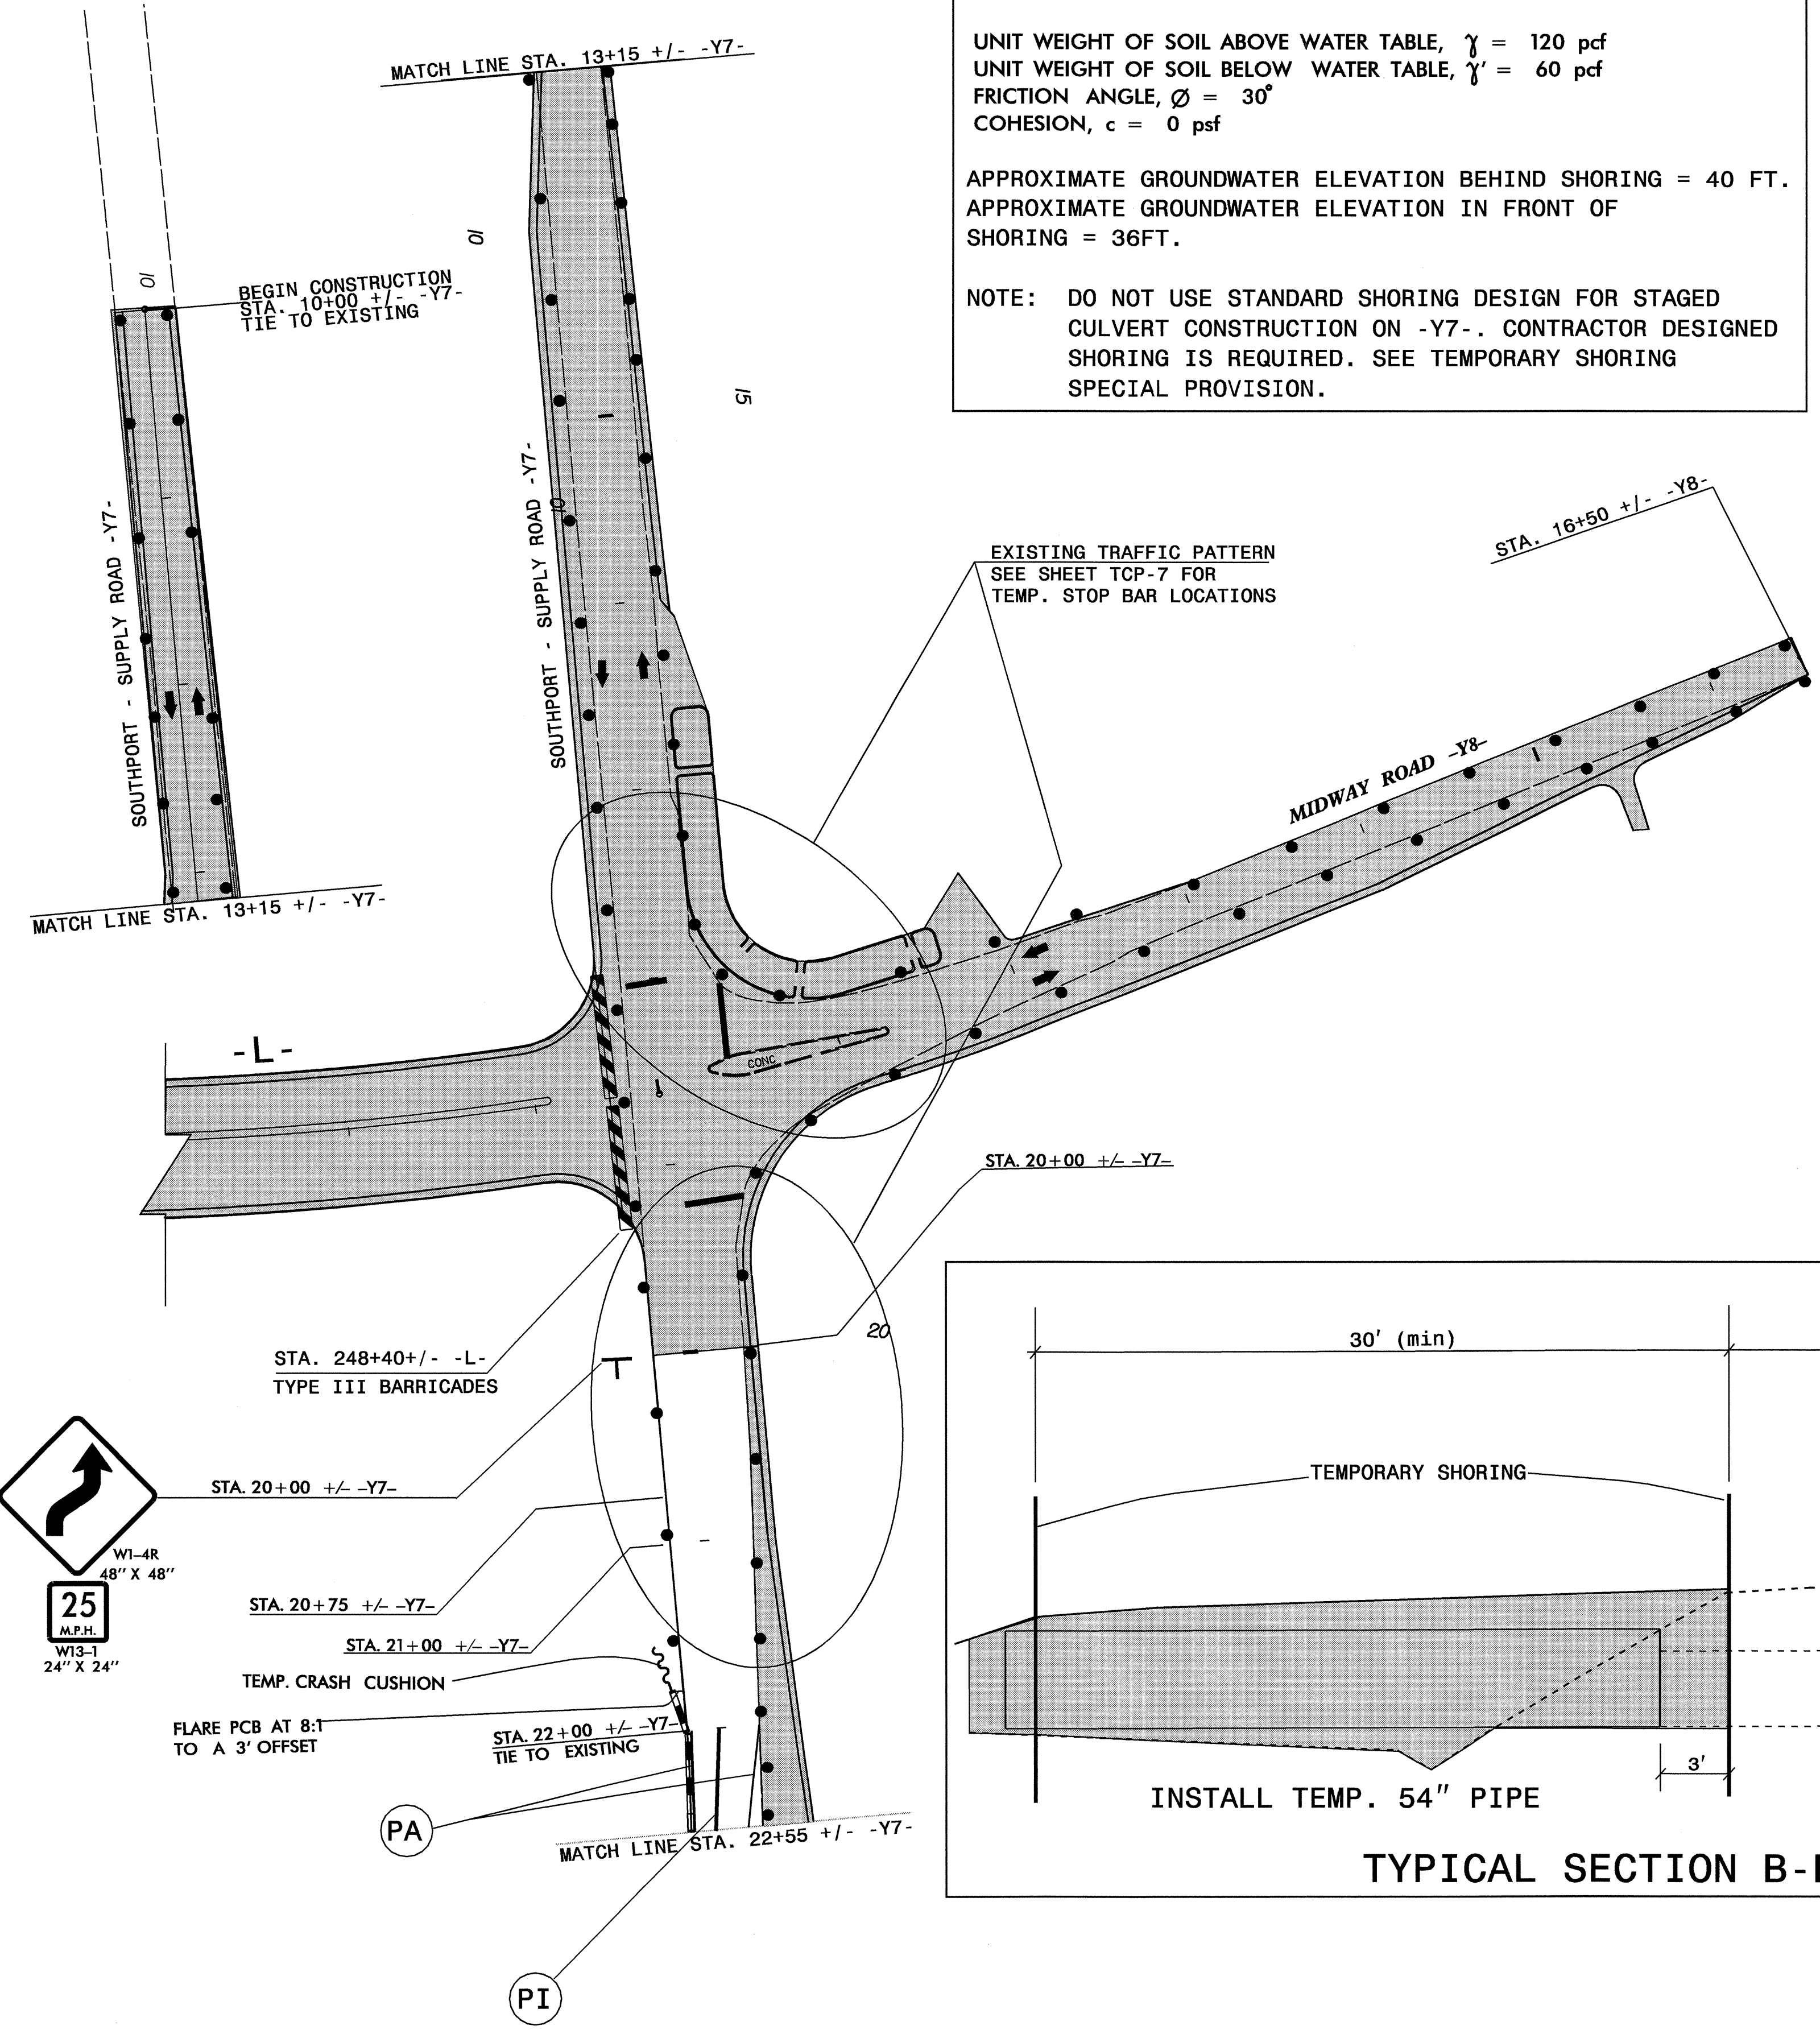 UNIT WEIGHT OF SOIL ABOVE WATER TABLE, γ = 120 pcf
UNIT WEIGHT OF SOIL BELOW WATER TABLE, γ' = 60 pcf
FRICTION ANGLE, Ø = 30°
COHESION, c = 0 psf
APPROXIMATE GROUNDWATER ELEVATION BEHIND SHORING = 40 FT.
APPROXIMATE GROUNDWATER ELEVATION IN FRONT OF
SHORING = 36FT.
NOTE: DO NOT USE STANDARD SHORING DESIGN FOR STAGED
CULVERT CONSTRUCTION ON -Y7-. CONTRACTOR DESIGNED
SHORING IS REQUIRED. SEE TEMPORARY SHORING
SPECIAL PROVISION.
MATCH LINE STA. 13+15 +/- -Y7-
10
10
BEGIN CONSTRUCTION
STA. 10+00 +/- -Y7-
TIE TO EXISTING
15
10
SOUTHPORT - SUPPLY ROAD -Y7-
SOUTHPORT - SUPPLY ROAD -Y7-
MATCH LINE STA. 13+15 +/- -Y7-
STA. 16+50 +/- -Y8-
EXISTING TRAFFIC PATTERN
SEE SHEET TCP-7 FOR
TEMP. STOP BAR LOCATIONS
MIDWAY ROAD -Y8-
-L-
CONC
STA. 20+00 +/- -Y7-
20
STA. 248+40+/- -L-
TYPE III BARRICADES
STA. 20+00 +/- -Y7-
W1-4R
48" X 48"
25
M.P.H.
W13-1
24" X 24"
STA. 20+75 +/- -Y7-
STA. 21+00 +/- -Y7-
TEMP. CRASH CUSHION
FLARE PCB AT 8:1
TO A 3' OFFSET
STA. 22+00 +/- -Y7-
TIE TO EXISTING
PA
MATCH LINE STA. 22+55 +/- -Y7-
PI
30' (min)
TEMPORARY SHORING
3'
INSTALL TEMP. 54" PIPE
TYPICAL SECTION B-